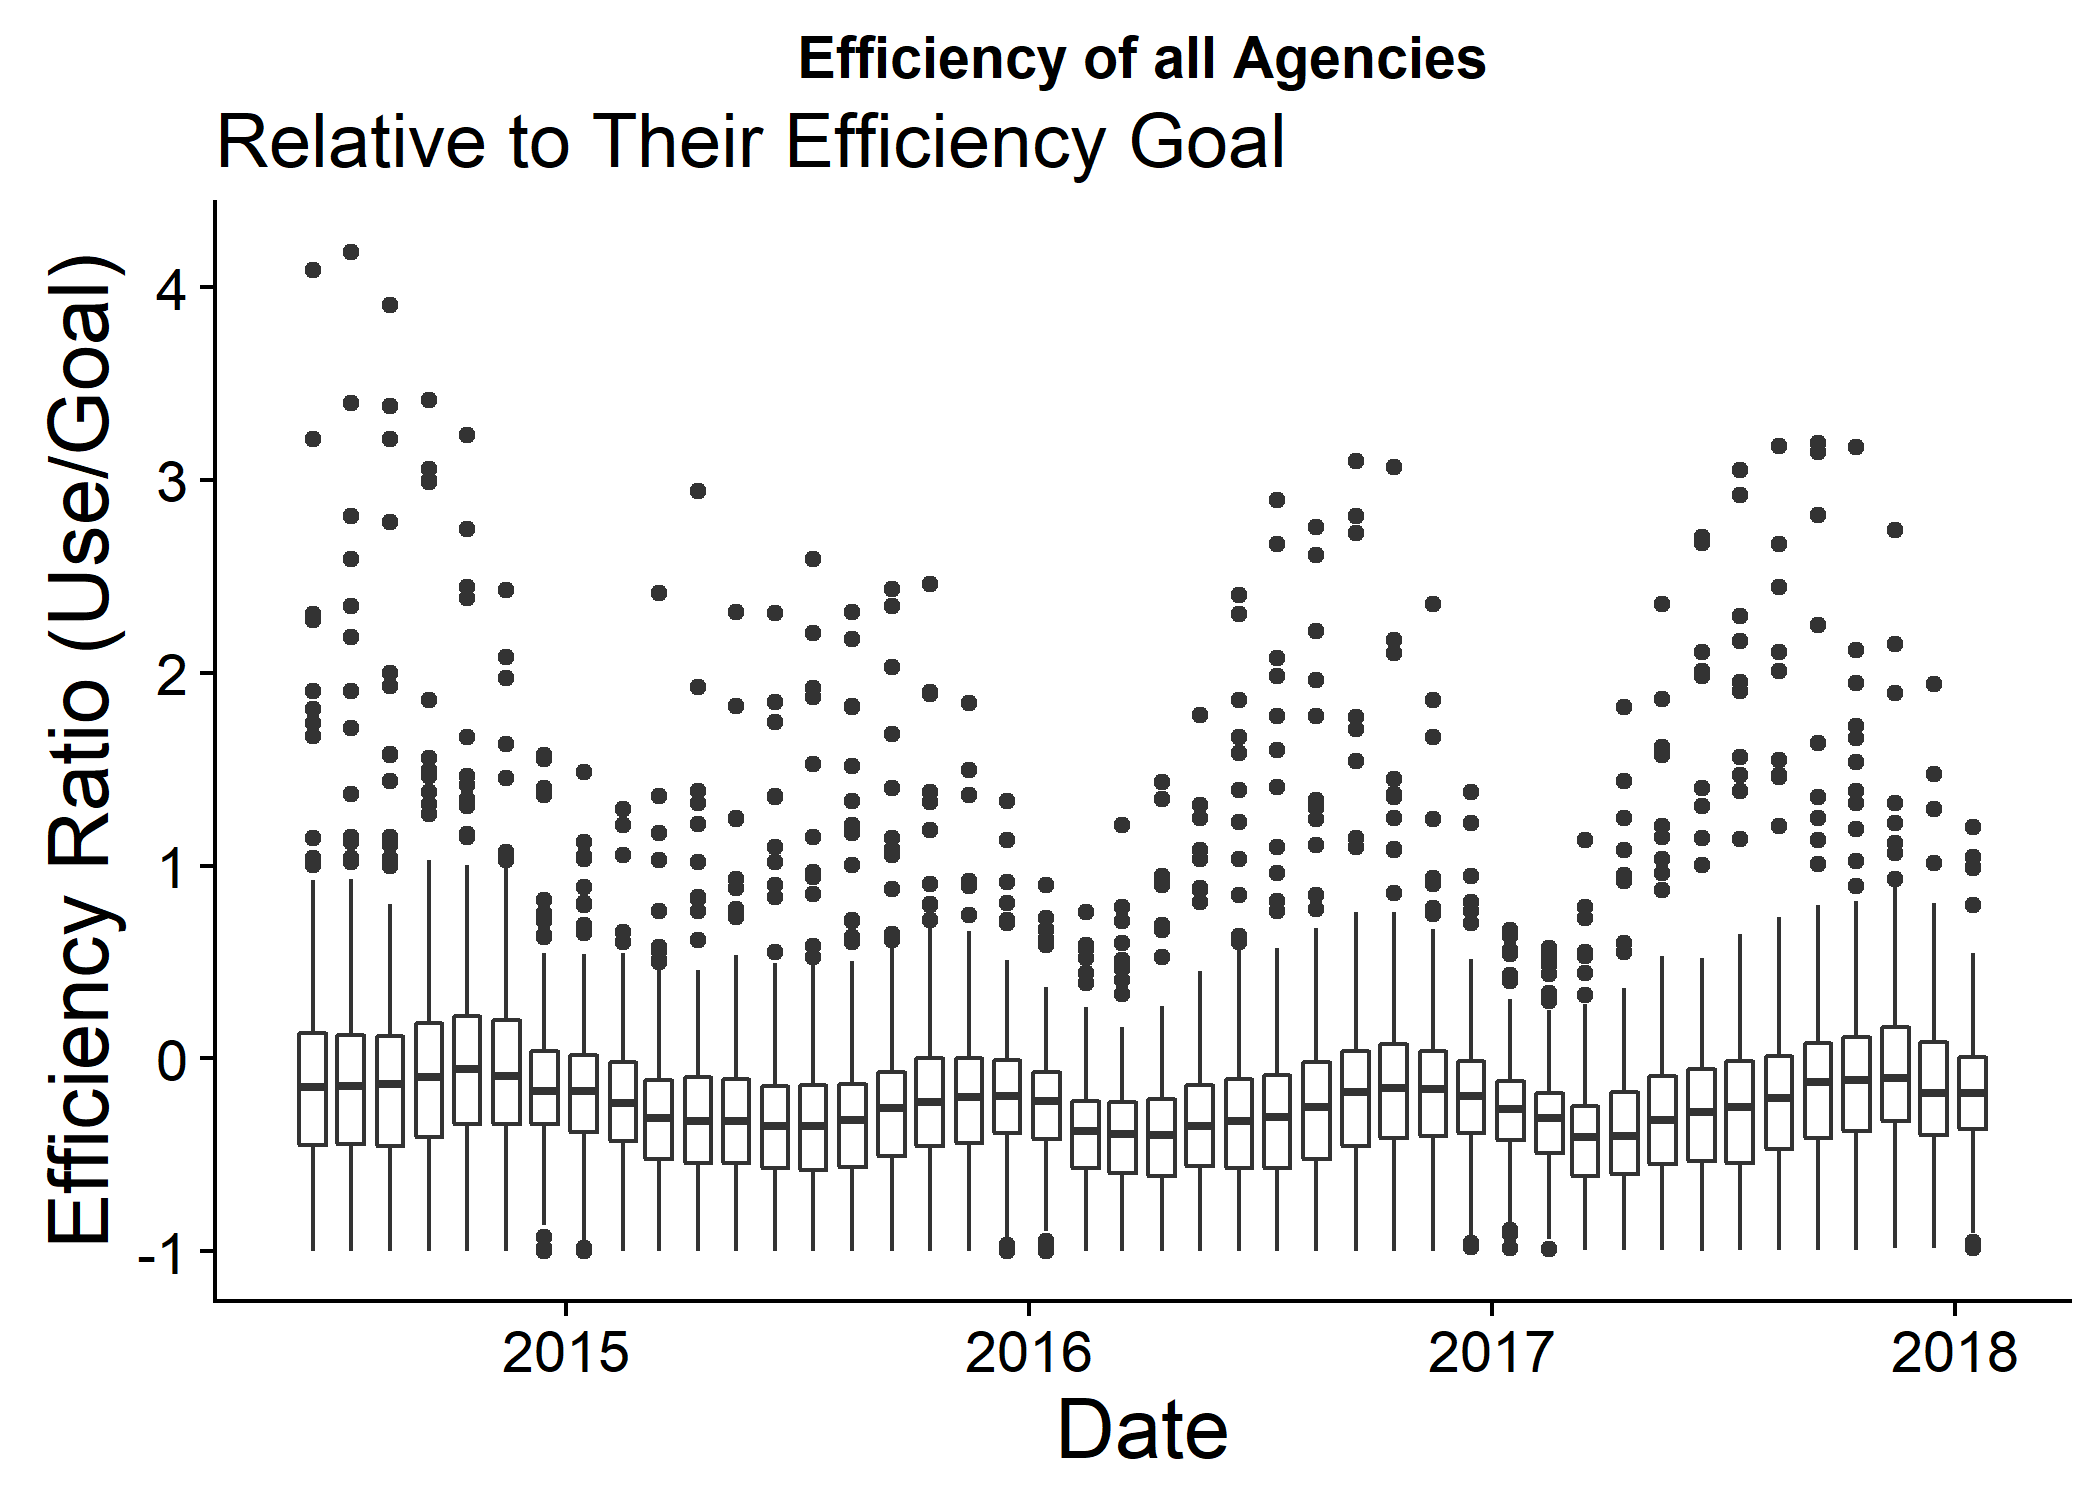 Efficiency of all Agencies
Relative to Their Efficiency Goal
Efficiency Ratio (Use/Goal)
4
3
2
1
0
-1
2015 2016 2017 2018
Date